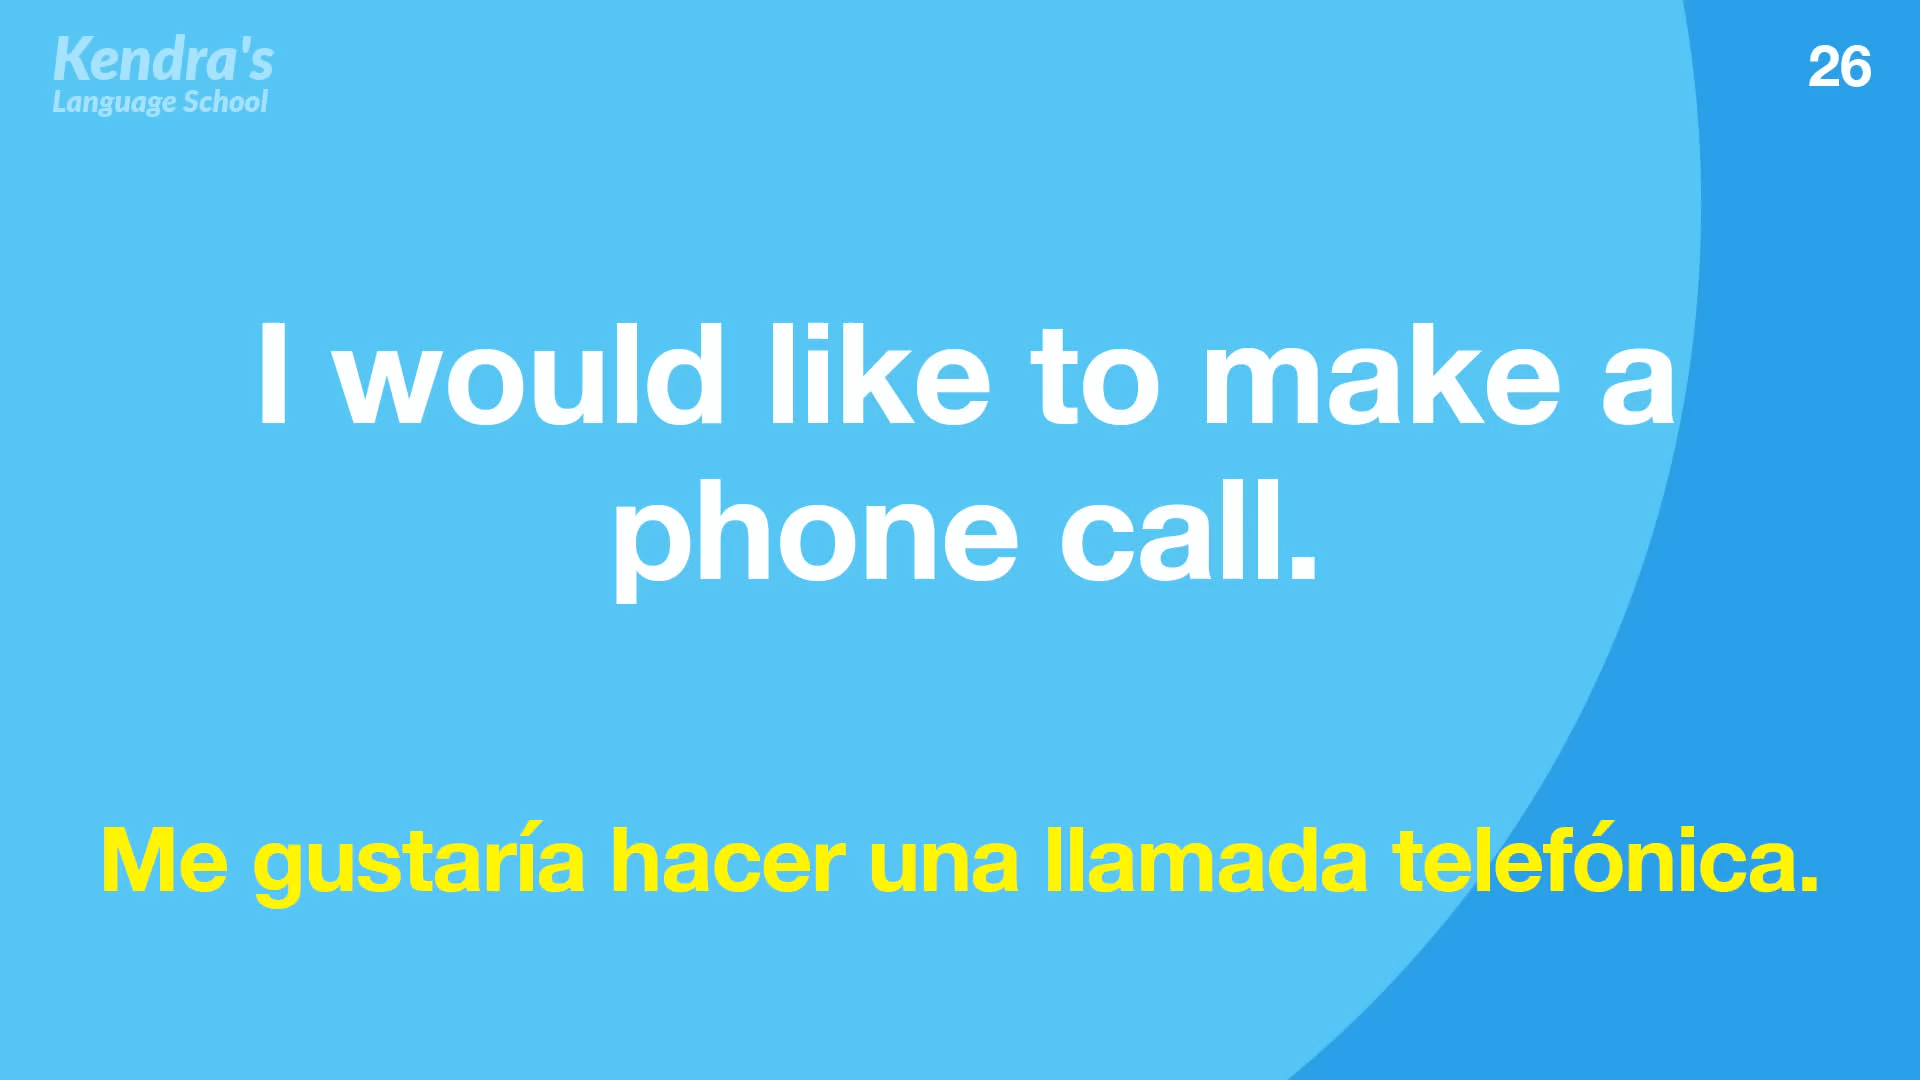 Kendra's
Language School
26
I would like to make a
phone call.
Me gustaría hacer una llamada telefónica.